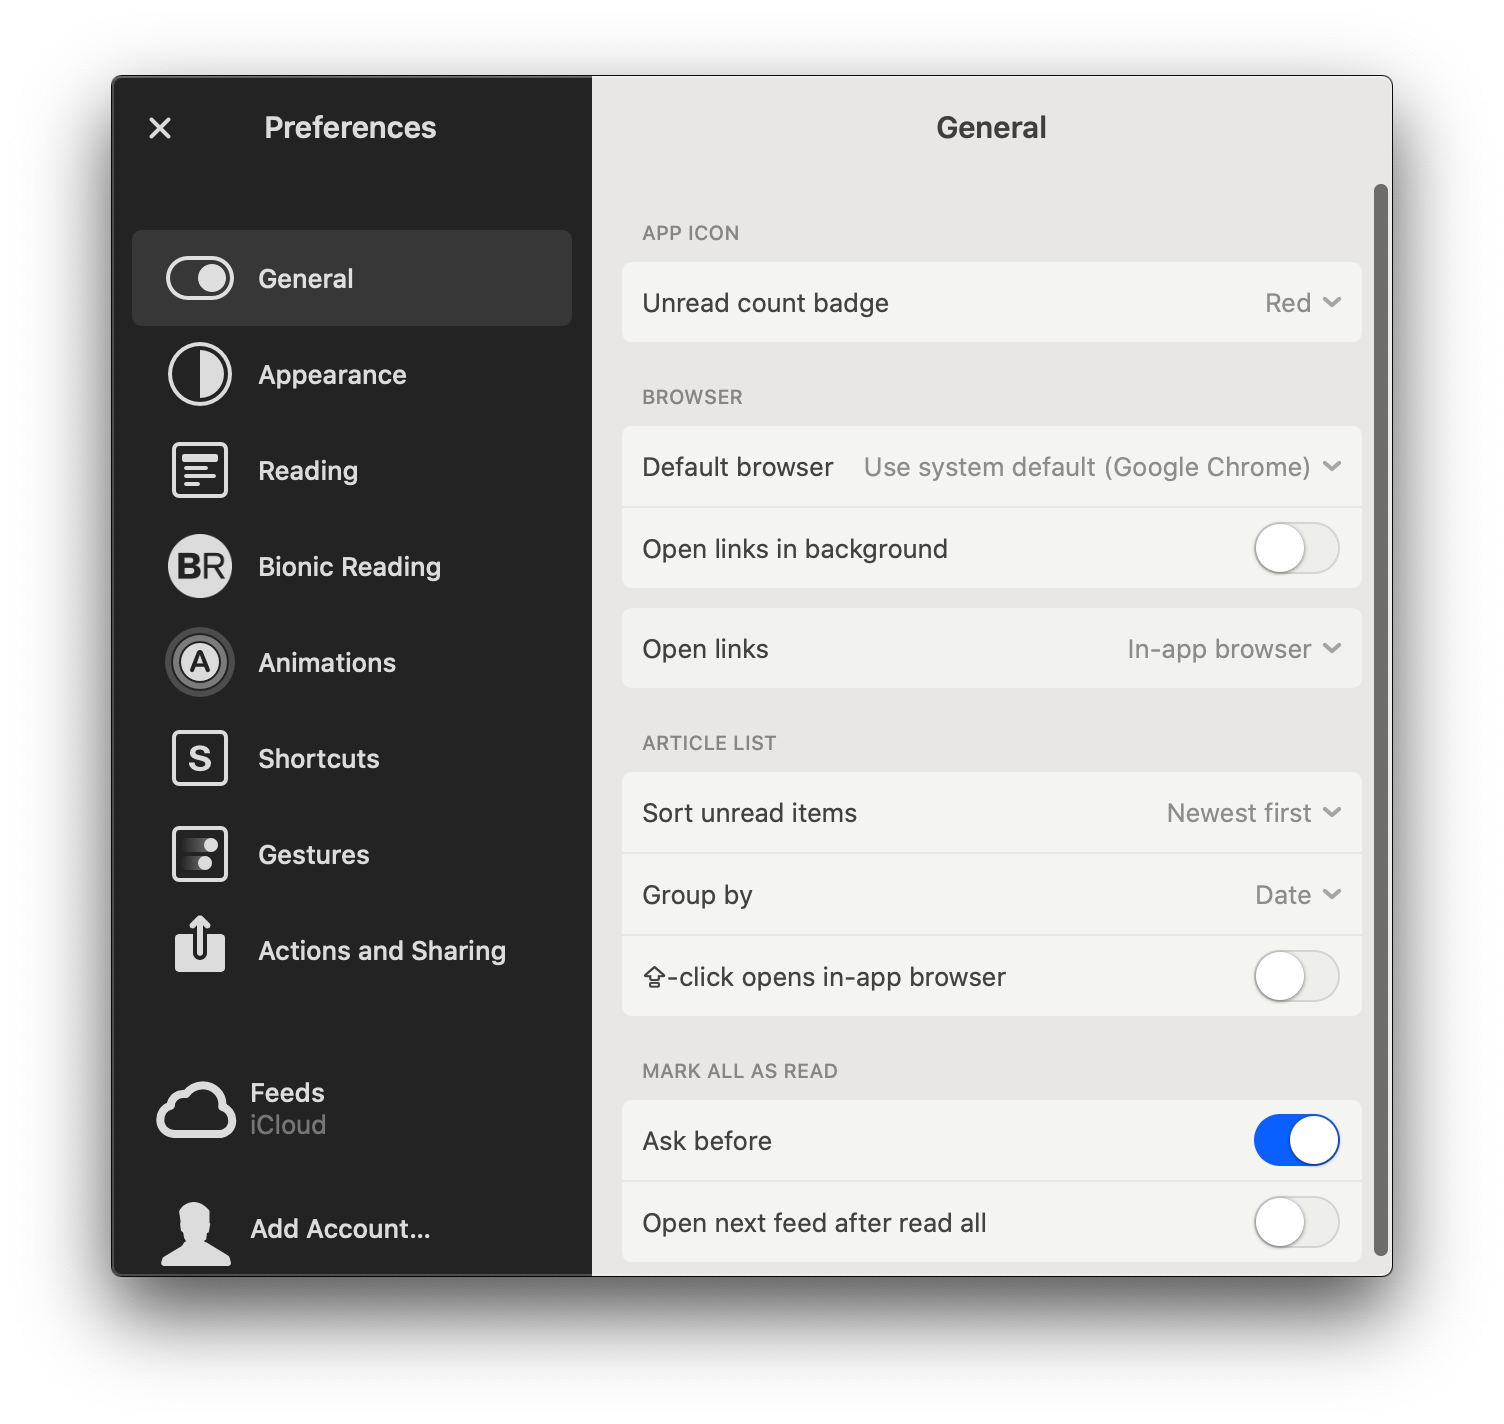 Preferences
General
Appearance
Reading
BR
Bionic Reading
A
Animations
S
Shortcuts
Gestures
Actions and Sharing
Feeds
iCloud
Add Account...
General
APP ICON
Unread count badge Red
BROWSER
Default browser Use system default (Google Chrome)
Open links in background
Open links In-app browser
ARTICLE LIST
Sort unread items Newest first
Group by Date
⇪-click opens in-app browser
MARK ALL AS READ
Ask before
Open next feed after read all